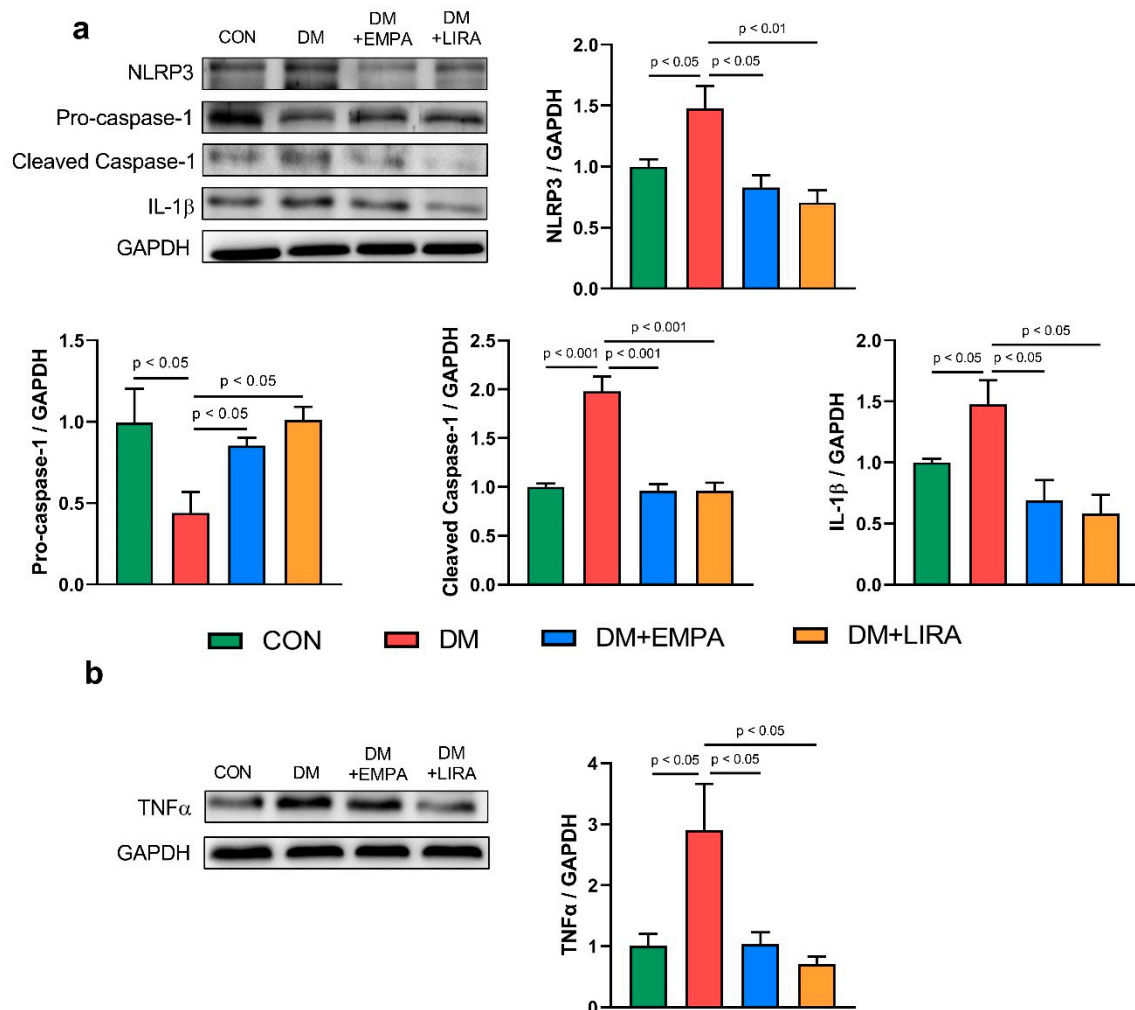 a
CON
DM
DM
+EMPA
DM
+LIRA
NLRP3
Pro-caspase-1
Cleaved Caspase-1
IL-1β
GAPDH
NLRP3 / GAPDH
2.0
1.5
1.0
0.5
0.0
p < 0.01
p < 0.05
p < 0.05
Pro-caspase-1 / GAPDH
1.5
1.0
0.5
0.0
p < 0.05
p < 0.05
p < 0.05
Cleaved Caspase-1 / GAPDH
2.5
2.0
1.5
1.0
0.5
0.0
p < 0.001
p < 0.001
p < 0.001
IL-1β / GAPDH
2.0
1.5
1.0
0.5
0.0
p < 0.05
p < 0.05
p < 0.05
CON
DM
DM+EMPA
DM+LIRA
b
CON
DM
DM
+EMPA
DM
+LIRA
TNFα
GAPDH
TNFα / GAPDH
4
3
2
1
0
p < 0.05
p < 0.05
p < 0.05